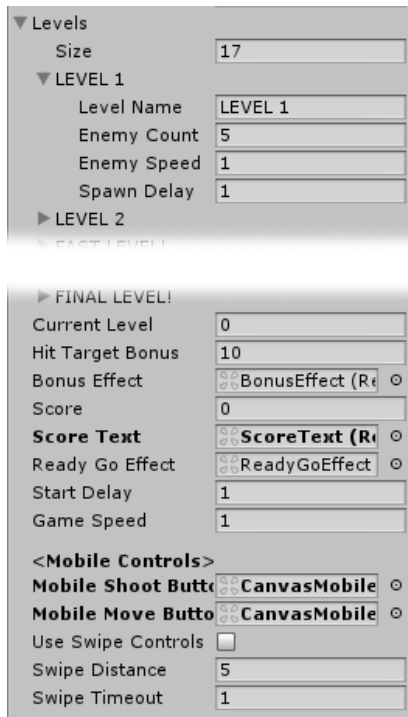 Levels
Size 17
LEVEL 1
Level Name LEVEL 1
Enemy Count 5
Enemy Speed 1
Spawn Delay 1
LEVEL 2
FAST LEVEL!
FINAL LEVEL!
Current Level 0
Hit Target Bonus 10
Bonus Effect BonusEffect (Re
Score 0
Score Text ScoreText (Re
Ready Go Effect ReadyGoEffect
Start Delay 1
Game Speed 1
<Mobile Controls>
Mobile Shoot Butto CanvasMobile
Mobile Move Butto CanvasMobile
Use Swipe Controls
Swipe Distance 5
Swipe Timeout 1